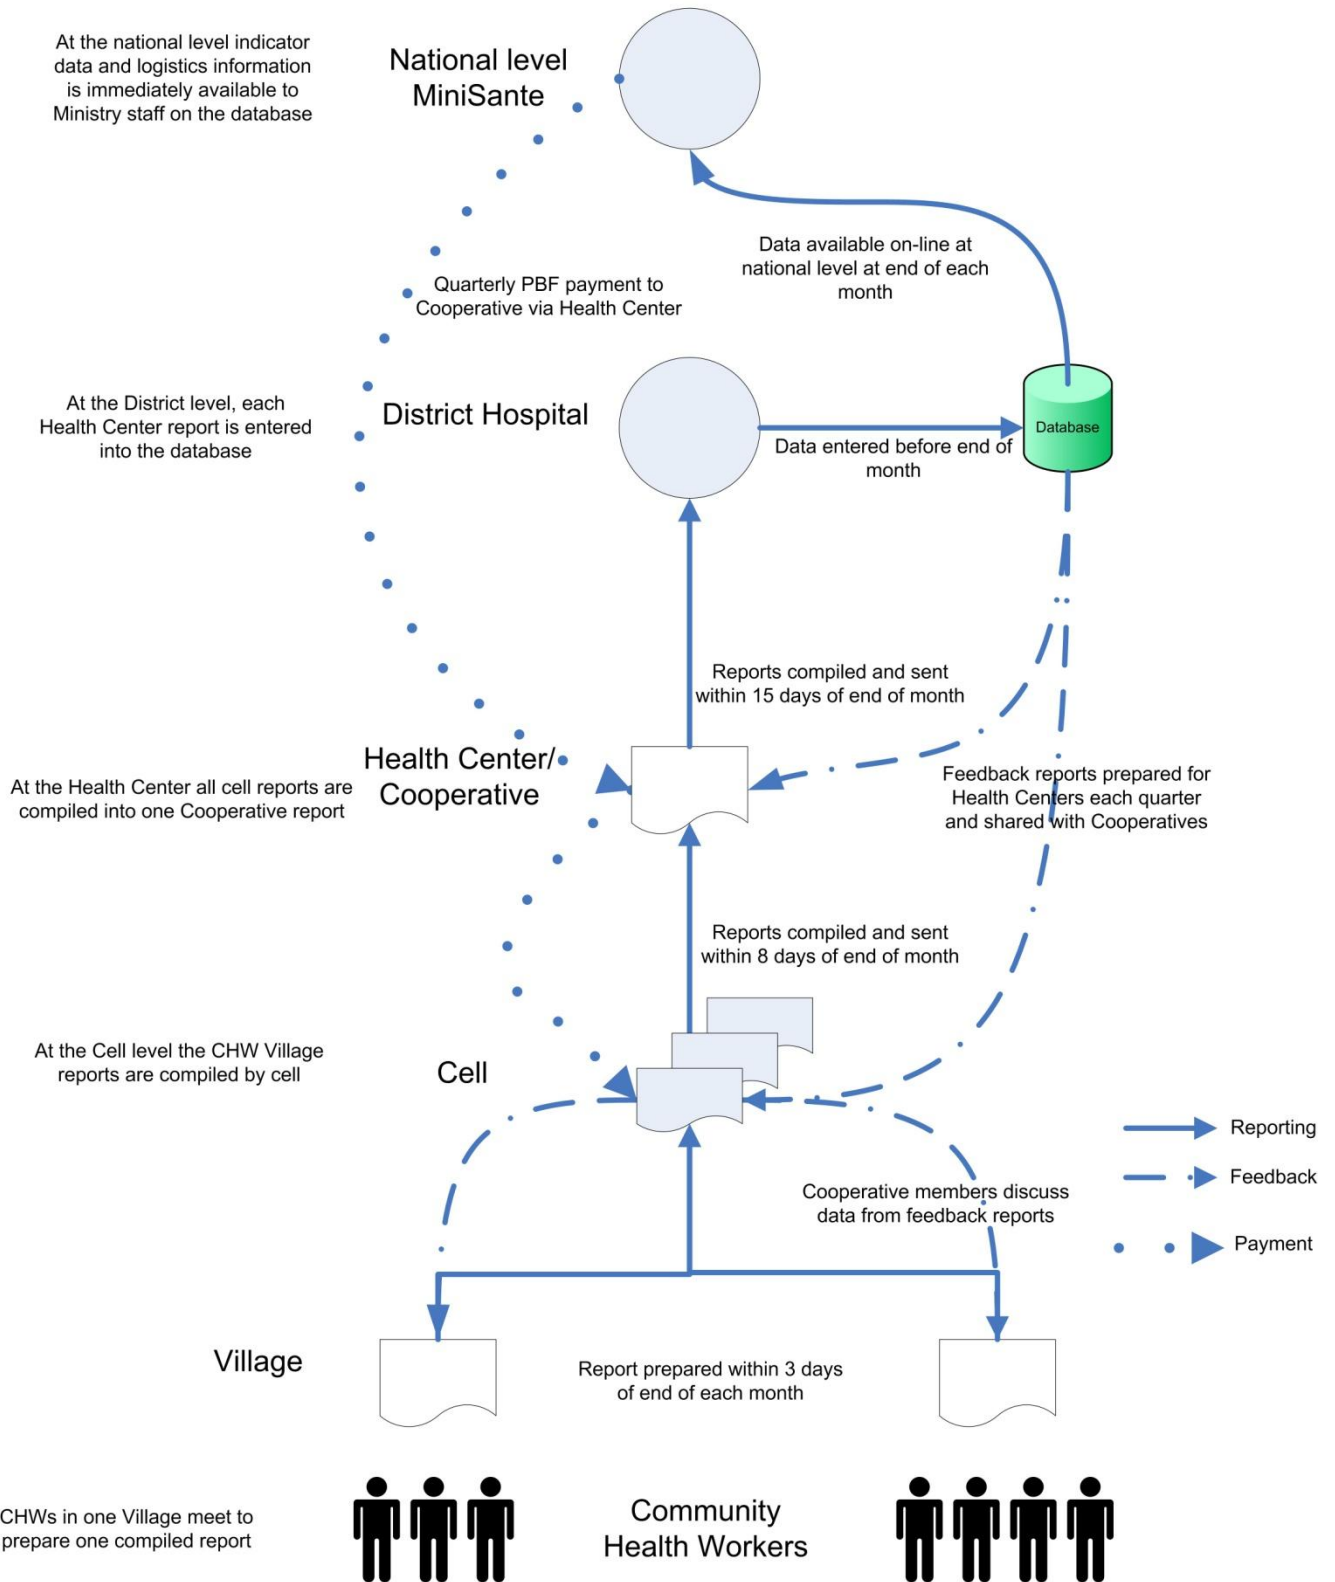 At the national level indicator
data and logistics information
is immediately available to
Ministry staff on the database
National level
MiniSante
Data available on-line at
national level at end of each
month
Quarterly PBF payment to
Cooperative via Health Center
At the District level, each
Health Center report is entered
into the database
District Hospital
Database
Data entered before end of
month
Reports compiled and sent
within 15 days of end of month
Health Center/
Cooperative
At the Health Center all cell reports are
compiled into one Cooperative report
Feedback reports prepared for
Health Centers each quarter
and shared with Cooperatives
Reports compiled and sent
within 8 days of end of month
At the Cell level the CHW Village
reports are compiled by cell
Cell
Reporting
Feedback
Payment
Cooperative members discuss
data from feedback reports
Village
Report prepared within 3 days
of end of each month
CHWs in one Village meet to
prepare one compiled report
Community
Health Workers